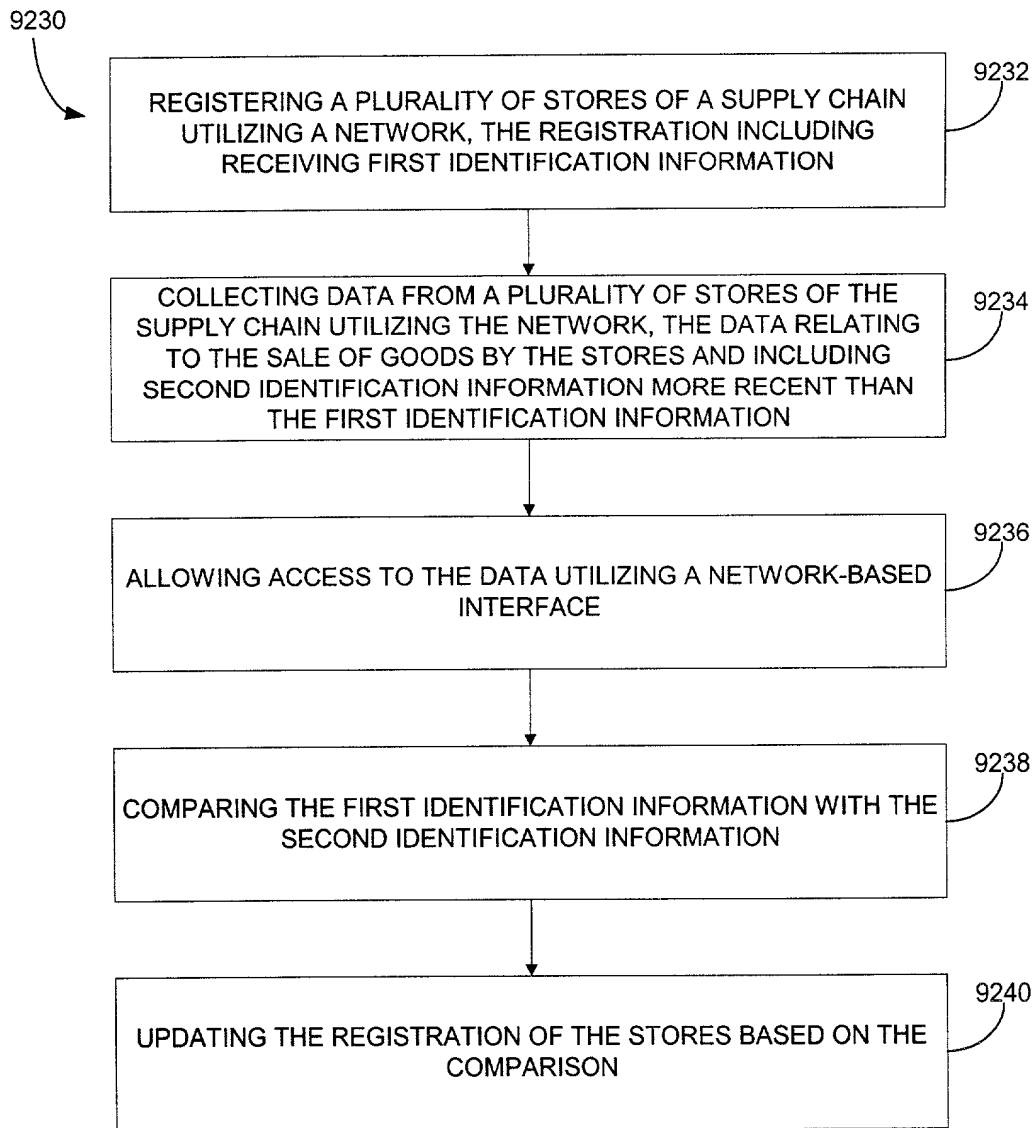 9230
9232
REGISTERING A PLURALITY OF STORES OF A SUPPLY CHAIN
UTILIZING A NETWORK, THE REGISTRATION INCLUDING
RECEIVING FIRST IDENTIFICATION INFORMATION
9234
COLLECTING DATA FROM A PLURALITY OF STORES OF THE
SUPPLY CHAIN UTILIZING THE NETWORK, THE DATA RELATING
TO THE SALE OF GOODS BY THE STORES AND INCLUDING
SECOND IDENTIFICATION INFORMATION MORE RECENT THAN
THE FIRST IDENTIFICATION INFORMATION
9236
ALLOWING ACCESS TO THE DATA UTILIZING A NETWORK-BASED
INTERFACE
9238
COMPARING THE FIRST IDENTIFICATION INFORMATION WITH THE
SECOND IDENTIFICATION INFORMATION
9240
UPDATING THE REGISTRATION OF THE STORES BASED ON THE
COMPARISON